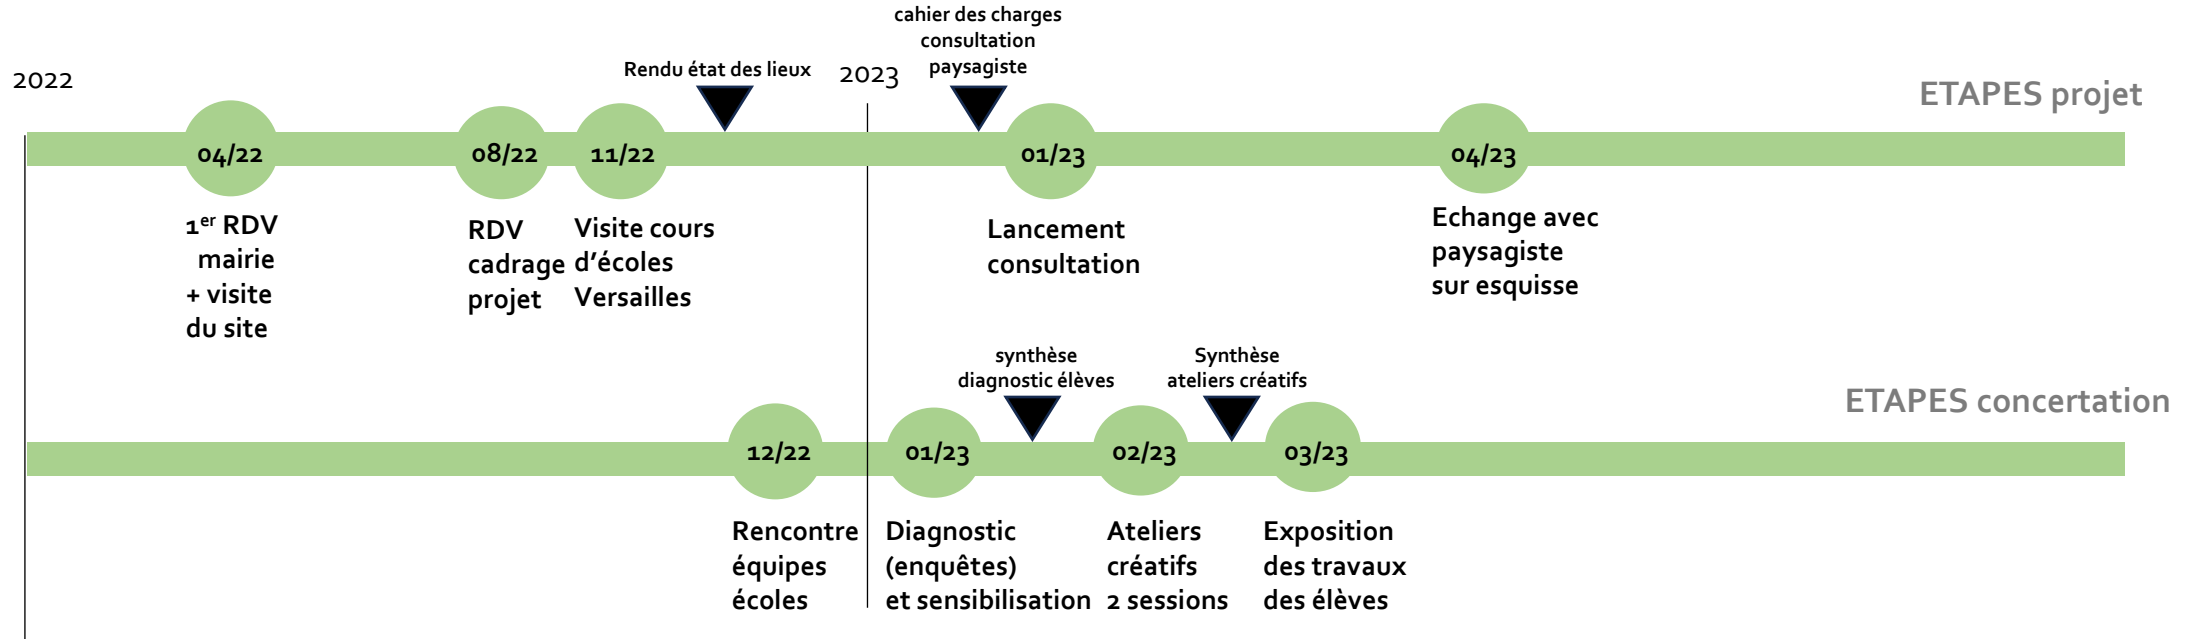 cahier des charges
consultation
paysagiste
Rendu état des lieux
2022
2023
ETAPES projet
04/22
08/22
11/22
01/23
04/23
1er RDV
mairie
+ visite
du site
RDV
cadrage
projet
Visite cours
d'écoles
Versailles
Lancement
consultation
Echange avec
paysagiste
sur esquisse
synthèse
diagnostic élèves
Synthèse
ateliers créatifs
ETAPES concertation
12/22
01/23
02/23
03/23
Rencontre
équipes
écoles
Diagnostic
(enquêtes)
et sensibilisation
Ateliers
créatifs
2 sessions
Exposition
des travaux
des élèves